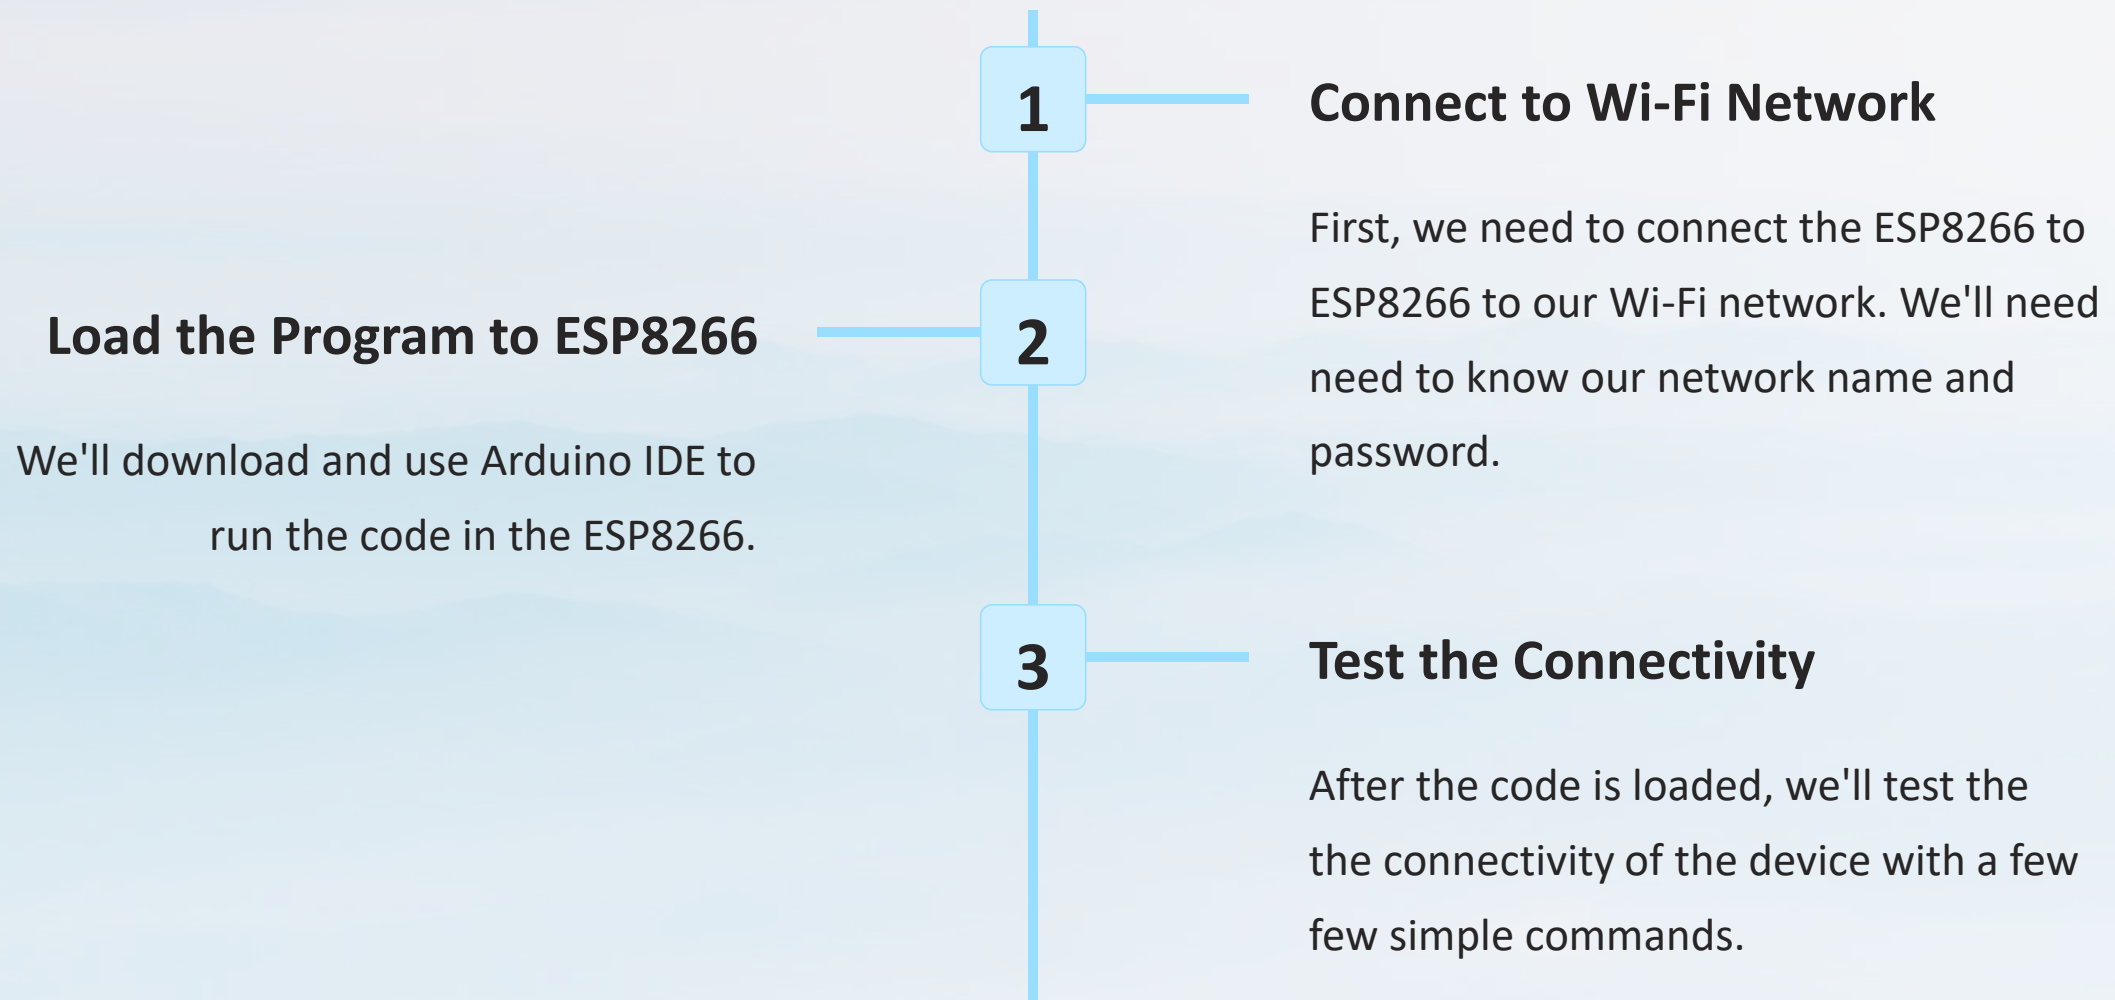 1
Connect to Wi-Fi Network
First, we need to connect the ESP8266 to
ESP8266 to our Wi-Fi network. We'll need
need to know our network name and
password.
2
Load the Program to ESP8266
We'll download and use Arduino IDE to
run the code in the ESP8266.
3
Test the Connectivity
After the code is loaded, we'll test the
the connectivity of the device with a few
few simple commands.